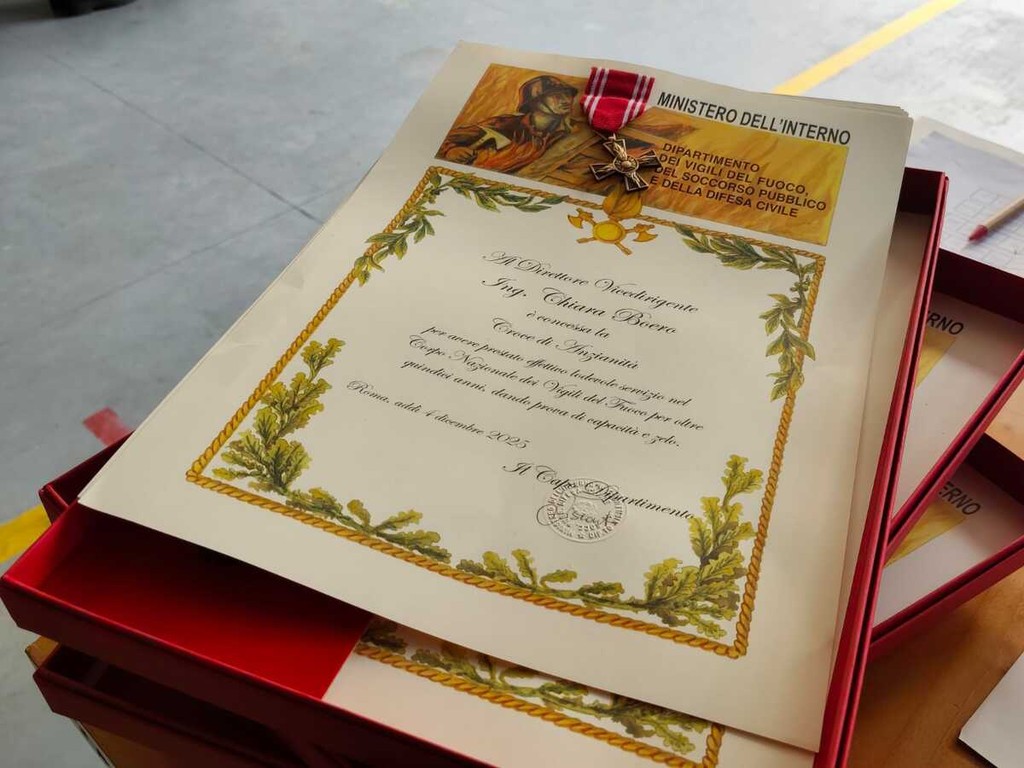 MINISTERO DELL'INTERNO
DIPARTIMENTO
DEI VIGILI DEL FUOCO,
DEL SOCCORSO PUBBLICO
E DELLA DIFESA CIVILE
Al Direttore Vicedirigente
Ing. Chiara Boero
è concessa la
Croce di Anzianità
per avere prestato effettivo lodevole servizio nel
Corpo Nazionale dei Vigili del Fuoco per oltre
quindici anni, dando prova di capacità e zelo.
Roma, addì 4 dicembre 2025
Il Capo Dipartimento
ERNO
ERNO